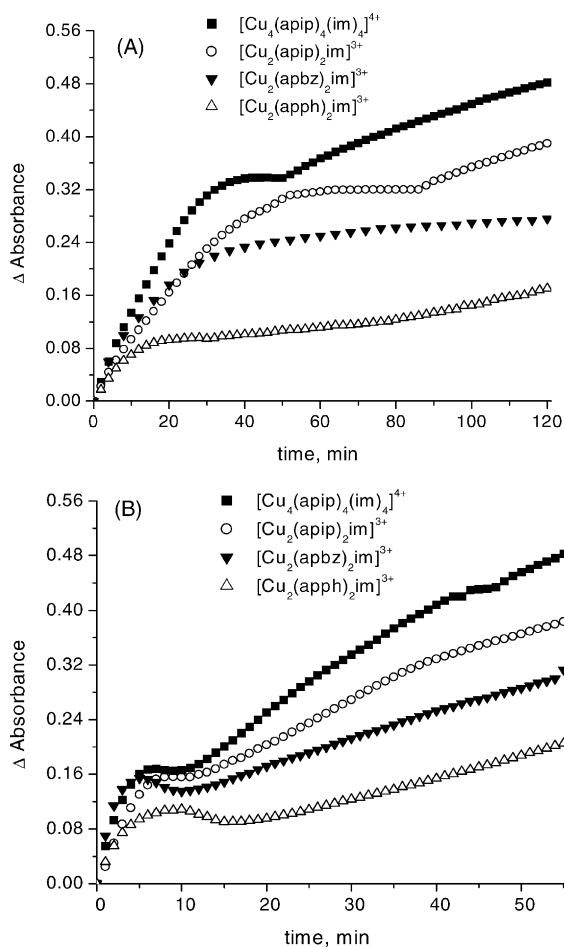 0.56
0.48
0.40
0.32
0.24
0.16
0.08
0.00
Δ Absorbance
(A)
[Cu₄(apip)₄(im)₄]⁴⁺
[Cu₂(apip)₂im]³⁺
[Cu₂(apbz)₂im]³⁺
[Cu₂(apph)₂im]³⁺
0 20 40 60 80 100 120
time, min
0.56
0.48
0.40
0.32
0.24
0.16
0.08
0.00
Δ Absorbance
(B)
[Cu₄(apip)₄(im)₄]⁴⁺
[Cu₂(apip)₂im]³⁺
[Cu₂(apbz)₂im]³⁺
[Cu₂(apph)₂im]³⁺
0 10 20 30 40 50
time, min